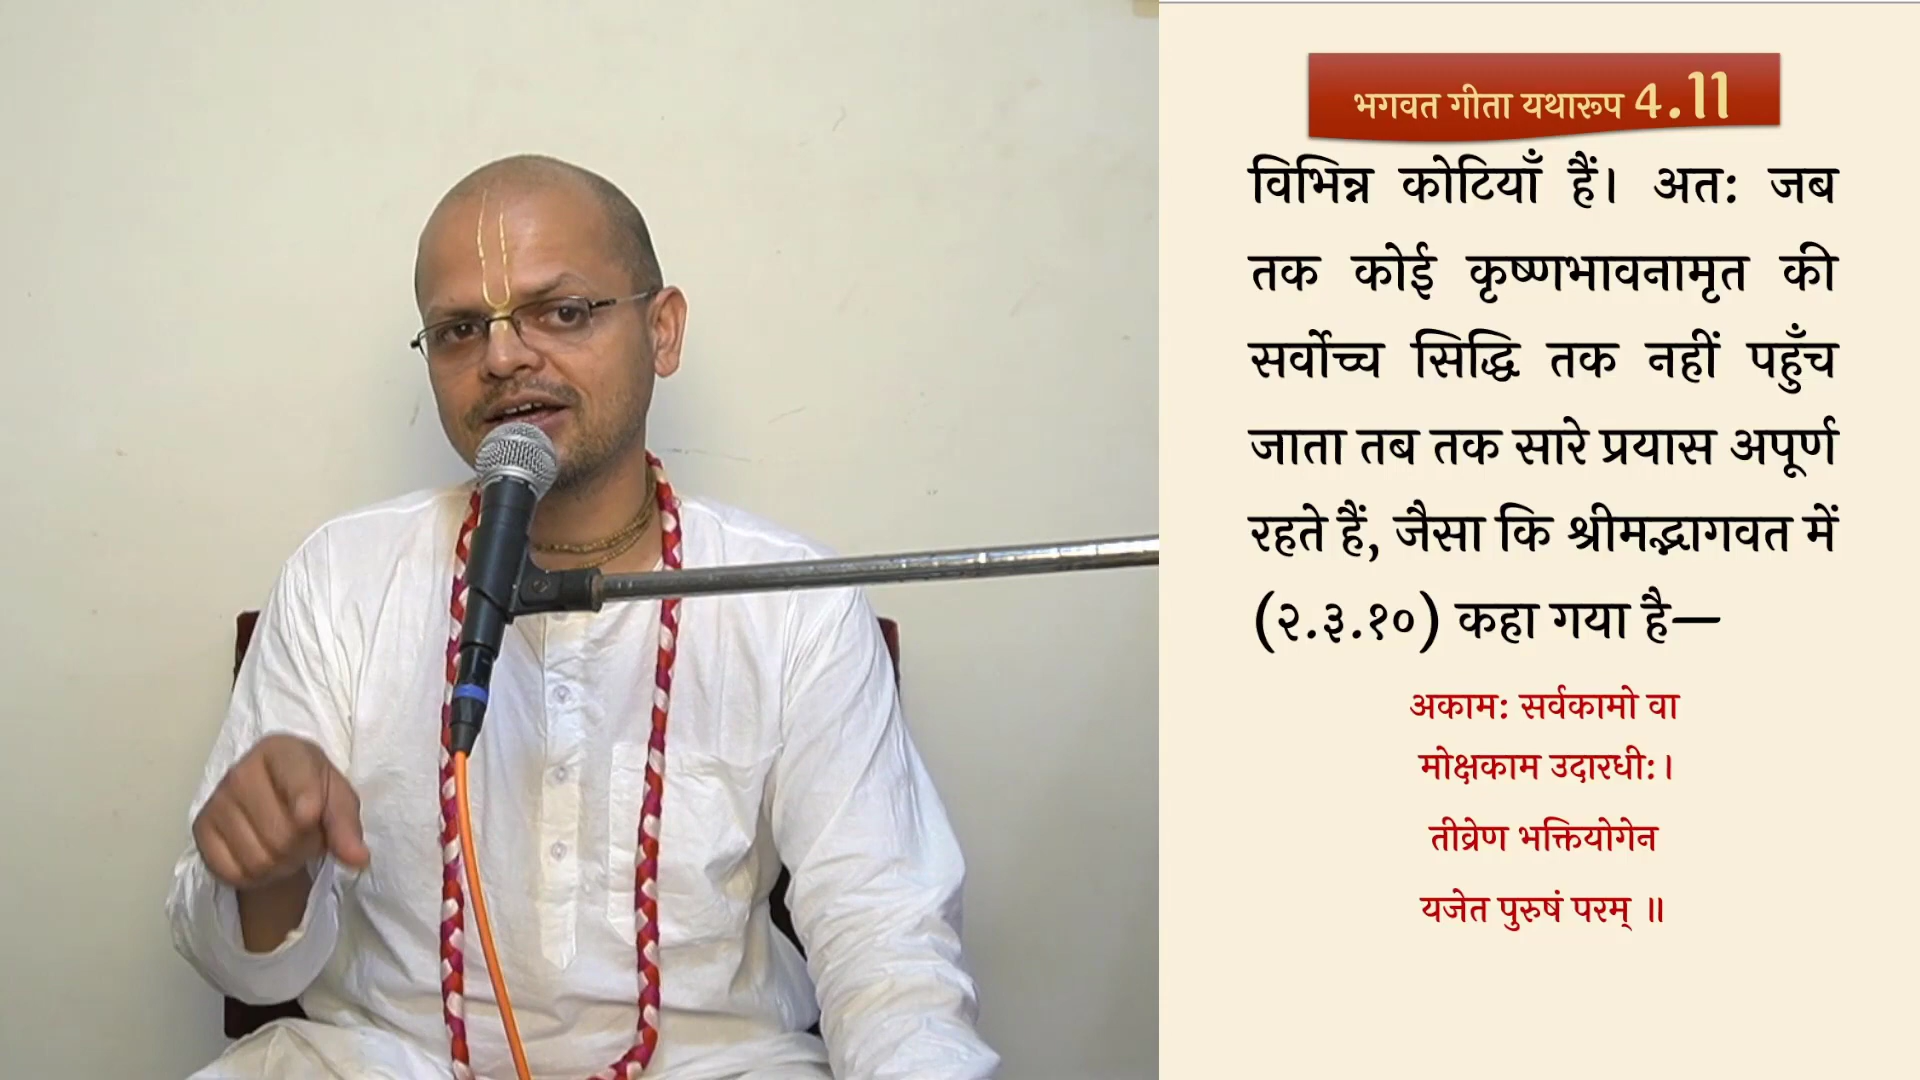 भगवत गीता यथारूप 4.11
विभिन्न कोटियाँ हैं। अत: जब
तक कोई कृष्णभावनामृत की
सर्वोच्च सिद्धि तक नहीं पहुँच
जाता तब तक सारे प्रयास अपूर्ण
रहते हैं, जैसा कि श्रीमद्भागवत में
(२.३.१०) कहा गया है—
अकाम: सर्वकामो वा
मोक्षकाम उदारधी:।
तीव्रेण भक्तियोगेन
यजेत पुरुषं परम् ॥